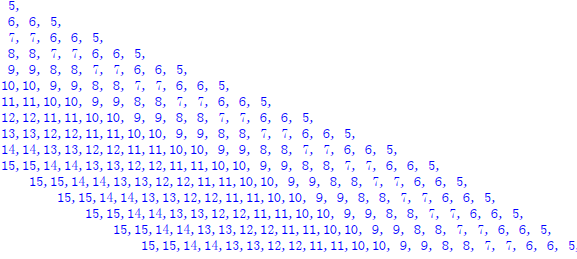 5,
6, 6, 5,
7, 7, 6, 6, 5,
8, 8, 7, 7, 6, 6, 5,
9, 9, 8, 8, 7, 7, 6, 6, 5,
10,10, 9, 9, 8, 8, 7, 7, 6, 6, 5,
11,11,10,10, 9, 9, 8, 8, 7, 7, 6, 6, 5,
12,12,11,11,10,10, 9, 9, 8, 8, 7, 7, 6, 6, 5,
13,13,12,12,11,11,10,10, 9, 9, 8, 8, 7, 7, 6, 6, 5,
14,14,13,13,12,12,11,11,10,10, 9, 9, 8, 8, 7, 7, 6, 6, 5,
15,15,14,14,13,13,12,12,11,11,10,10, 9, 9, 8, 8, 7, 7, 6, 6, 5,
15,15,14,14,13,13,12,12,11,11,10,10, 9, 9, 8, 8, 7, 7, 6, 6, 5,
15,15,14,14,13,13,12,12,11,11,10,10, 9, 9, 8, 8, 7, 7, 6, 6, 5,
15,15,14,14,13,13,12,12,11,11,10,10, 9, 9, 8, 8, 7, 7, 6, 6, 5,
15,15,14,14,13,13,12,12,11,11,10,10, 9, 9, 8, 8, 7, 7, 6, 6, 5,
15,15,14,14,13,13,12,12,11,11,10,10, 9, 9, 8, 8, 7, 7, 6, 6, 5,